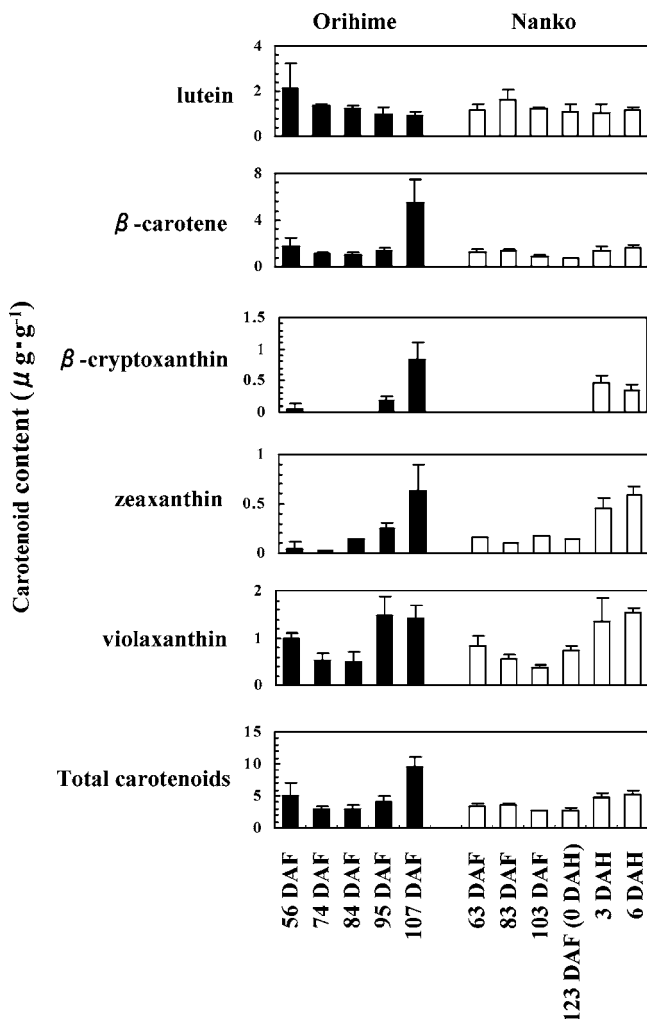 Orihime Nanko
lutein
4
2
0
β-carotene
8
4
0
β-cryptoxanthin
1.5
1
0.5
0
zeaxanthin
1
0.5
0
violaxanthin
2
1
0
Total carotenoids
15
10
5
0
Carotenoid content (μg·g⁻¹)
56 DAF
74 DAF
84 DAF
95 DAF
107 DAF
63 DAF
83 DAF
103 DAF
123 DAF (0 DAH)
3 DAH
6 DAH